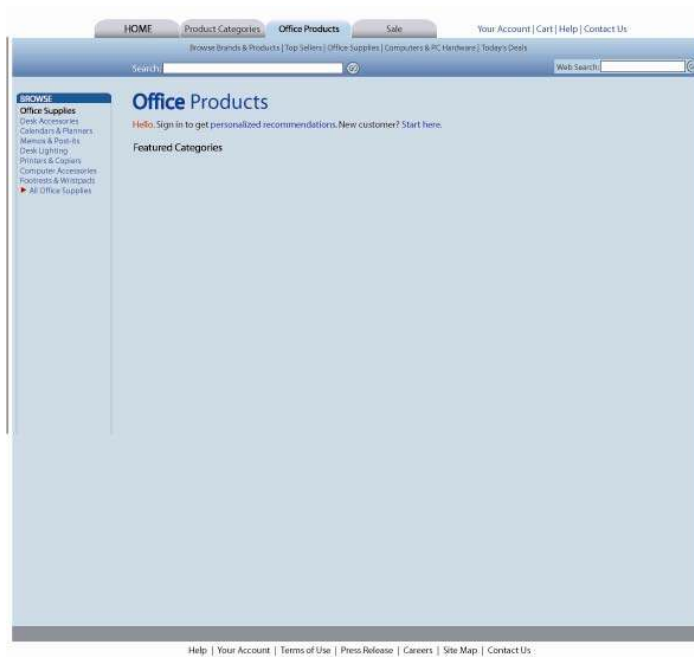 HOME Product Categories Office Products Sale Your Account | Cart | Help | Contact Us
Browse Brands & Products | Top Sellers | Office Supplies | Computers & PC Hardware | Today's Deals
Search: GO Web Search:
BROWSE
Office Supplies
Desk Accessories
Calendars & Planners
Memos & Post-its
Desk Lighting
Printers & Copiers
Computer Accessories
Footrests & Wristpads
All Office Supplies
Office Products
Hello. Sign in to get personalized recommendations. New customer? Start here.
Featured Categories
Help | Your Account | Terms of Use | Press Release | Careers | Site Map | Contact Us